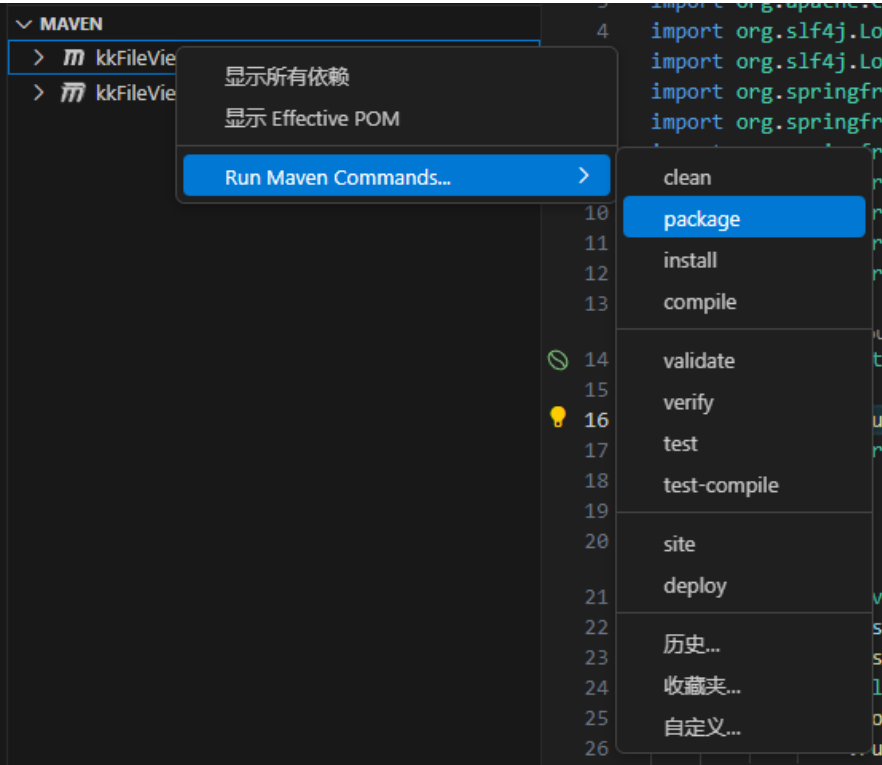 MAVEN
kkFileVie
kkFileVie
显示所有依赖
显示 Effective POM
Run Maven Commands...
clean
package
install
compile
validate
verify
test
test-compile
site
deploy
历史...
收藏夹...
自定义...
4 import org.slf4j.Lo
import org.slf4j.Lo
import org.springfr
import org.springfr
10
11
12
13
14
15
16
17
18
19
20
21
22
23
24
25
26